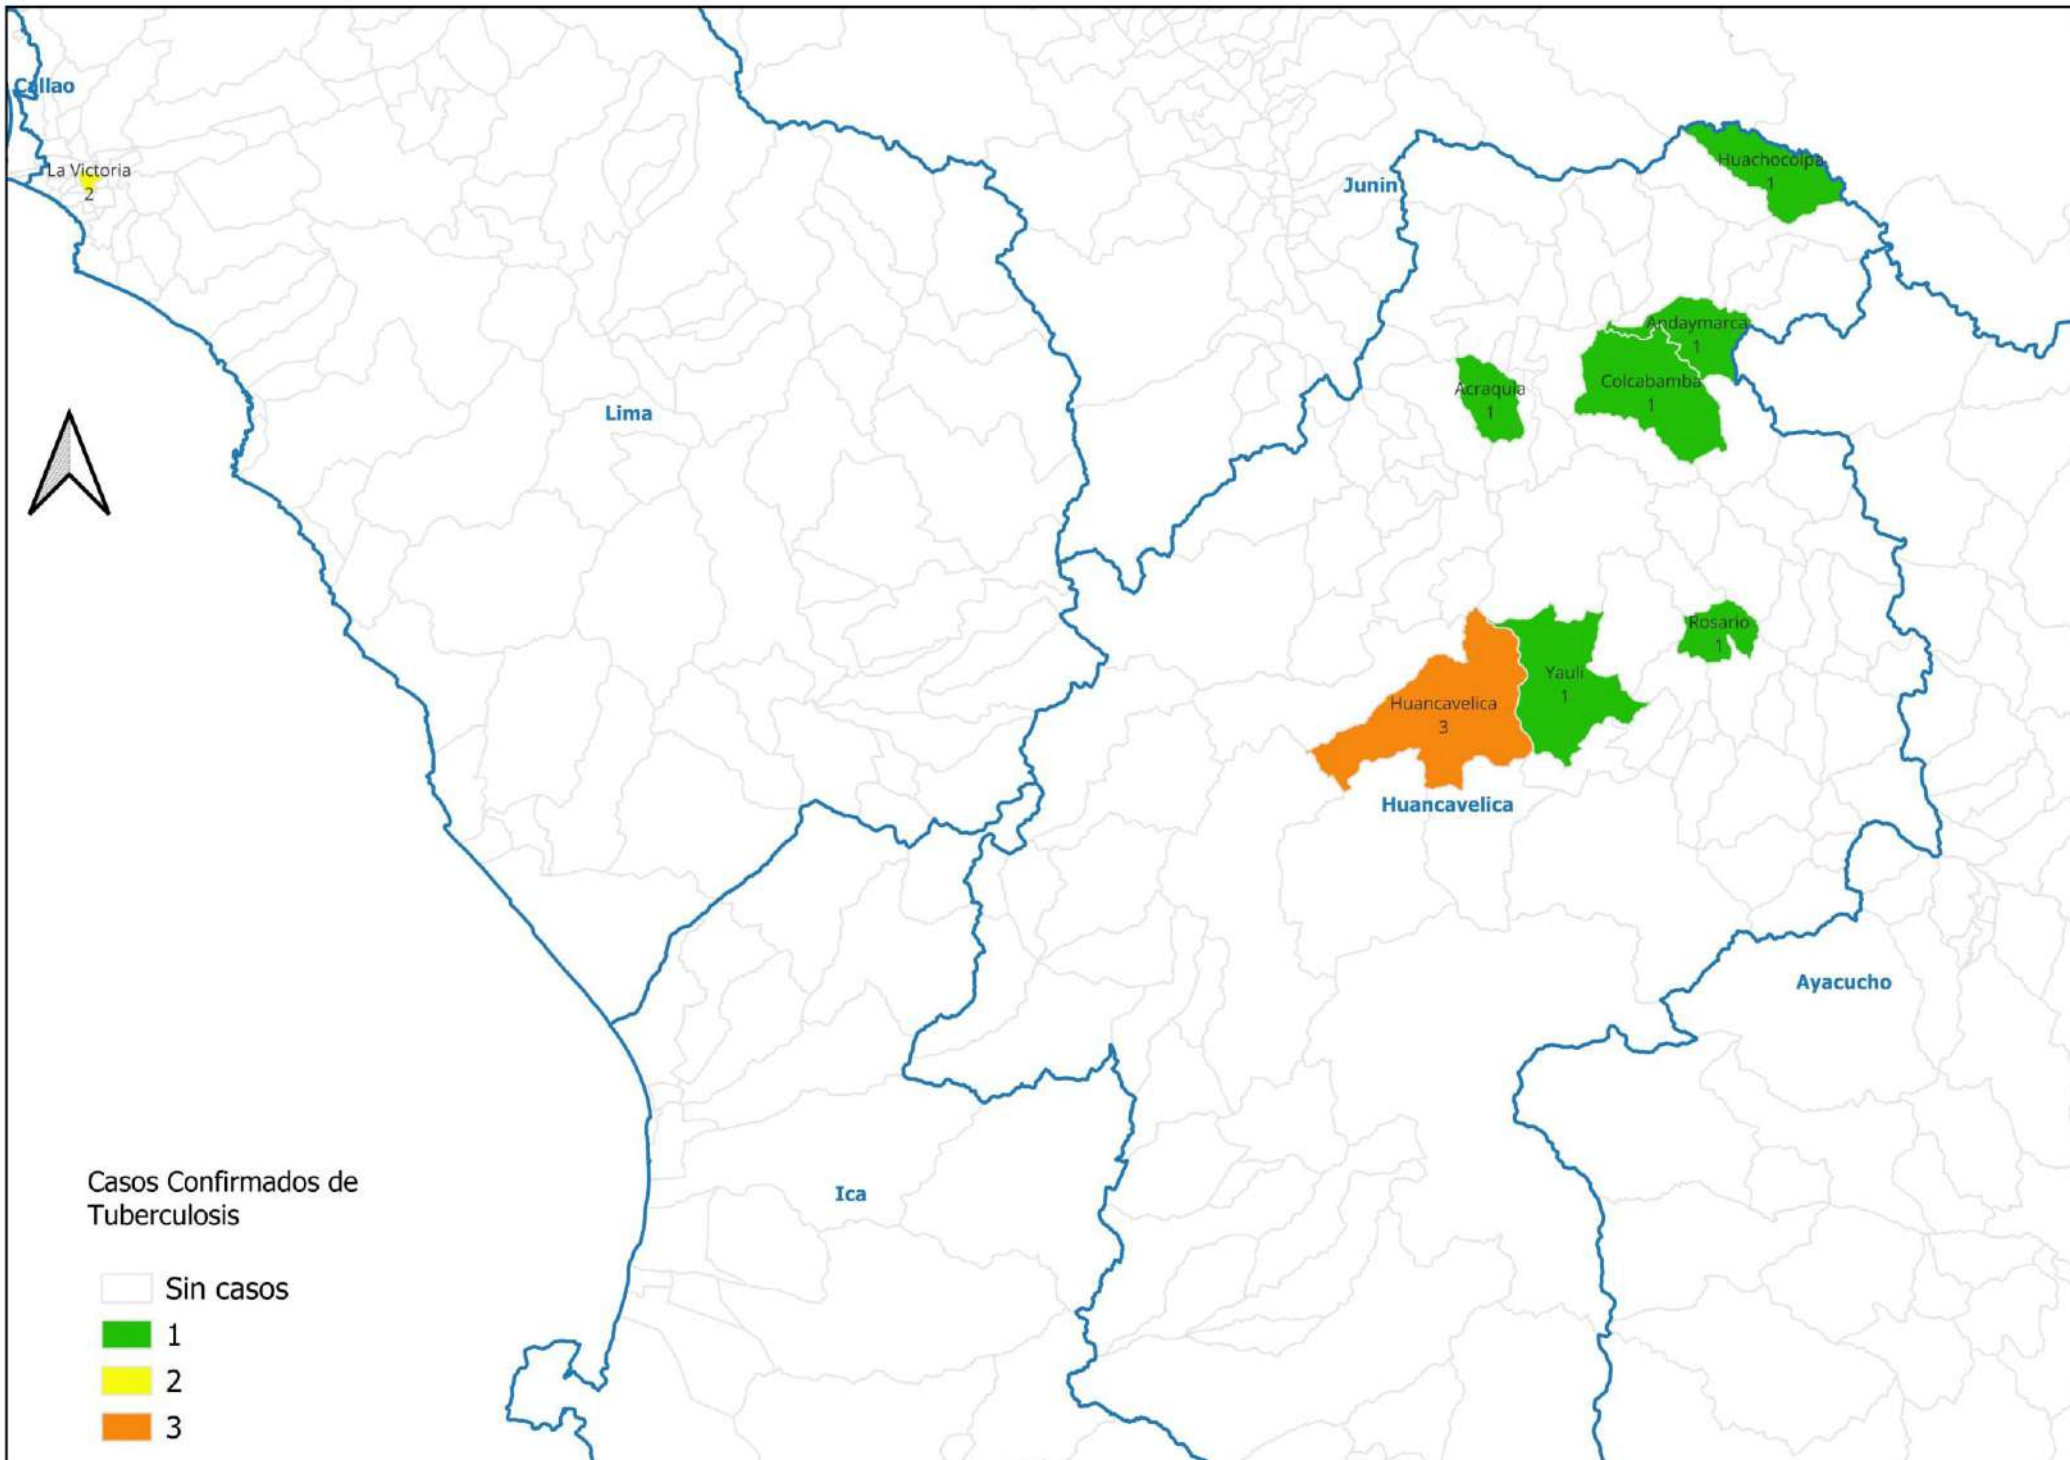 Callao
La Victoria
2
Junin
Huachocolpa
1
Andaymarca
1
Colcabamba
1
Acraquia
1
Lima
Rosario
1
Yauli
1
Huancavelica
3
Huancavelica
Ayacucho
Ica
Casos Confirmados de
Tuberculosis
Sin casos
1
2
3